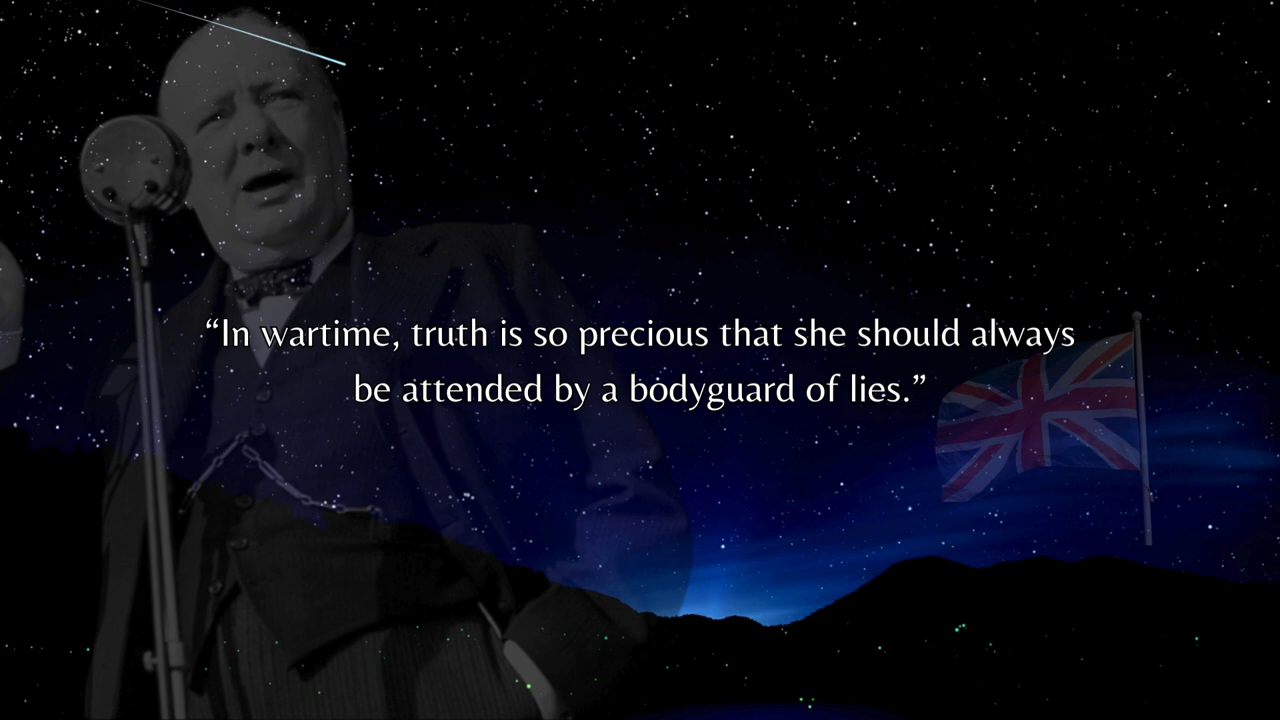 “In wartime, truth is so precious that she should always
be attended by a bodyguard of lies.”